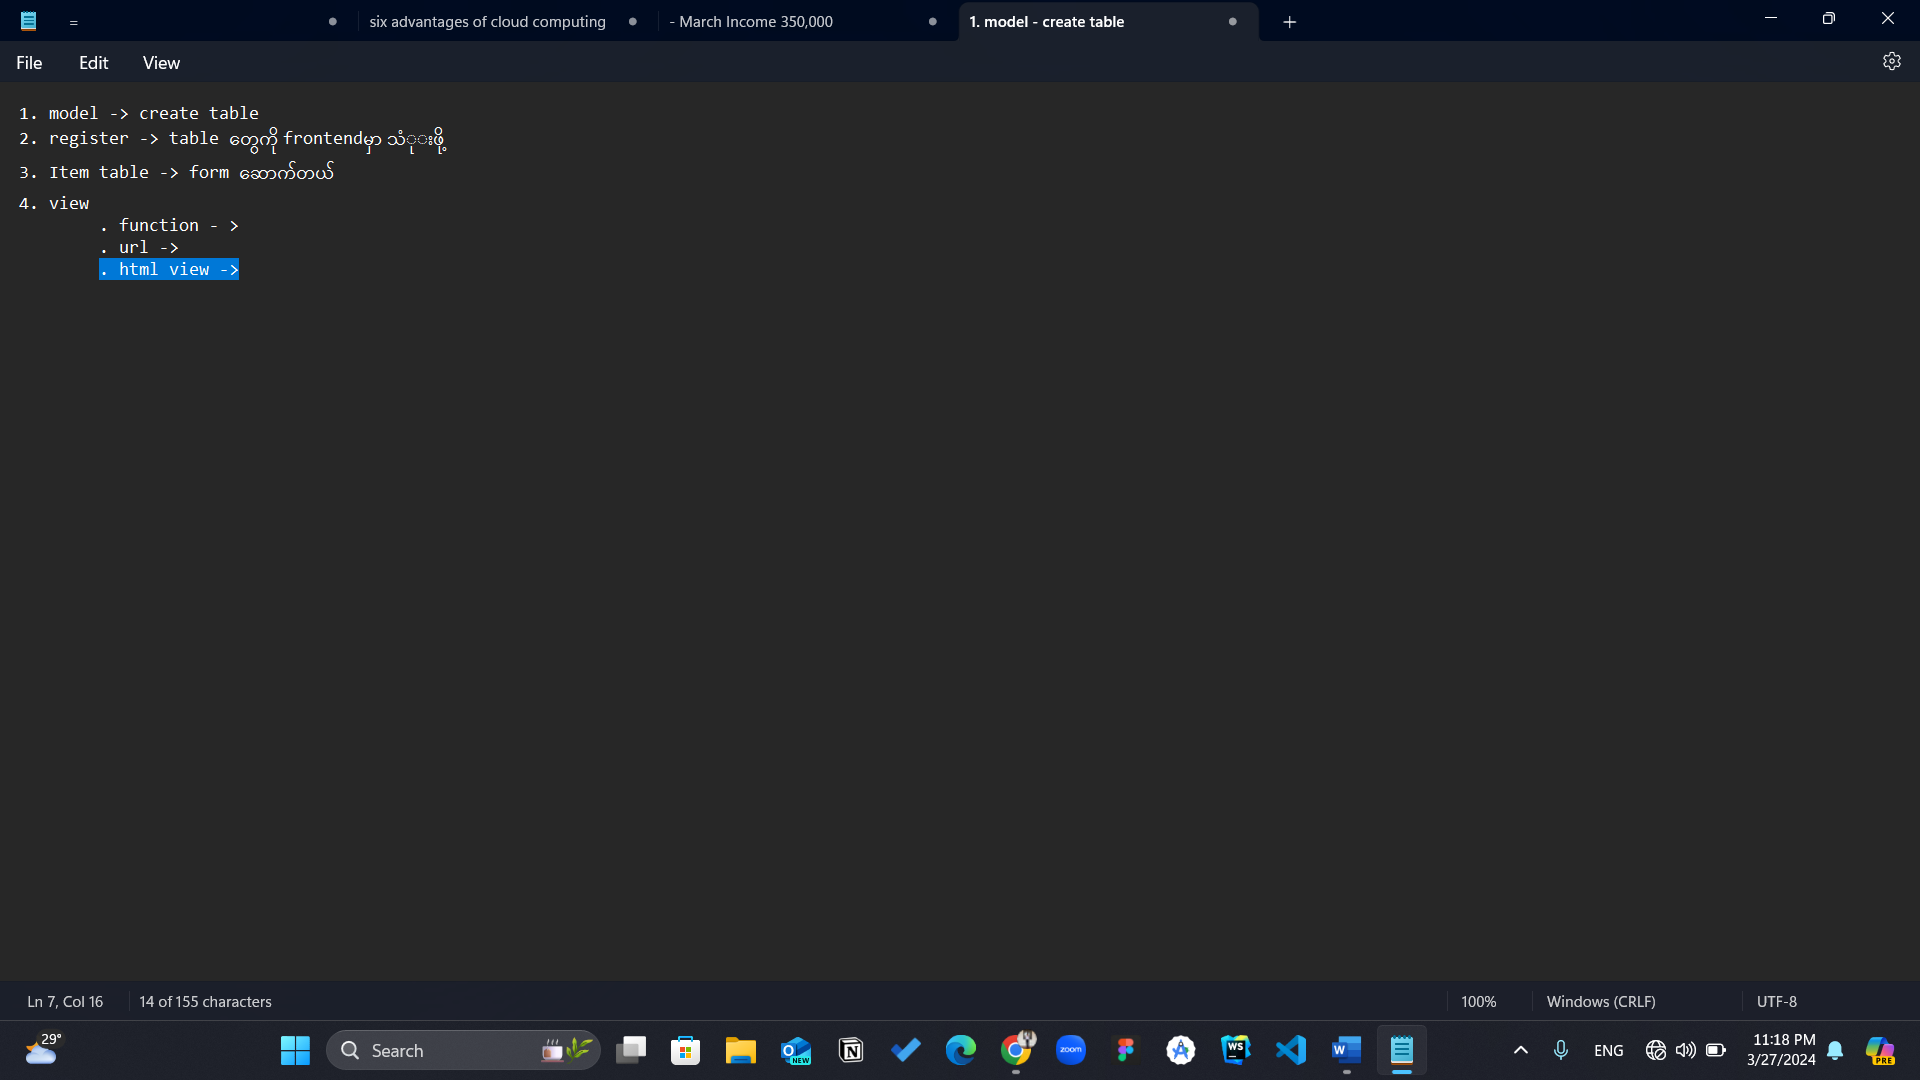 =
six advantages of cloud computing
- March Income 350,000
1. model - create table
File Edit View
1. model -> create table
2. register -> table တွေကို frontendမှာ သံုးဖို့
3. Item table -> form ဆောက်တယ်
4. view
. function - >
. url ->
. html view ->
Ln 7, Col 16 14 of 155 characters 100% Windows (CRLF) UTF-8
29° Search ENG 11:18 PM
3/27/2024